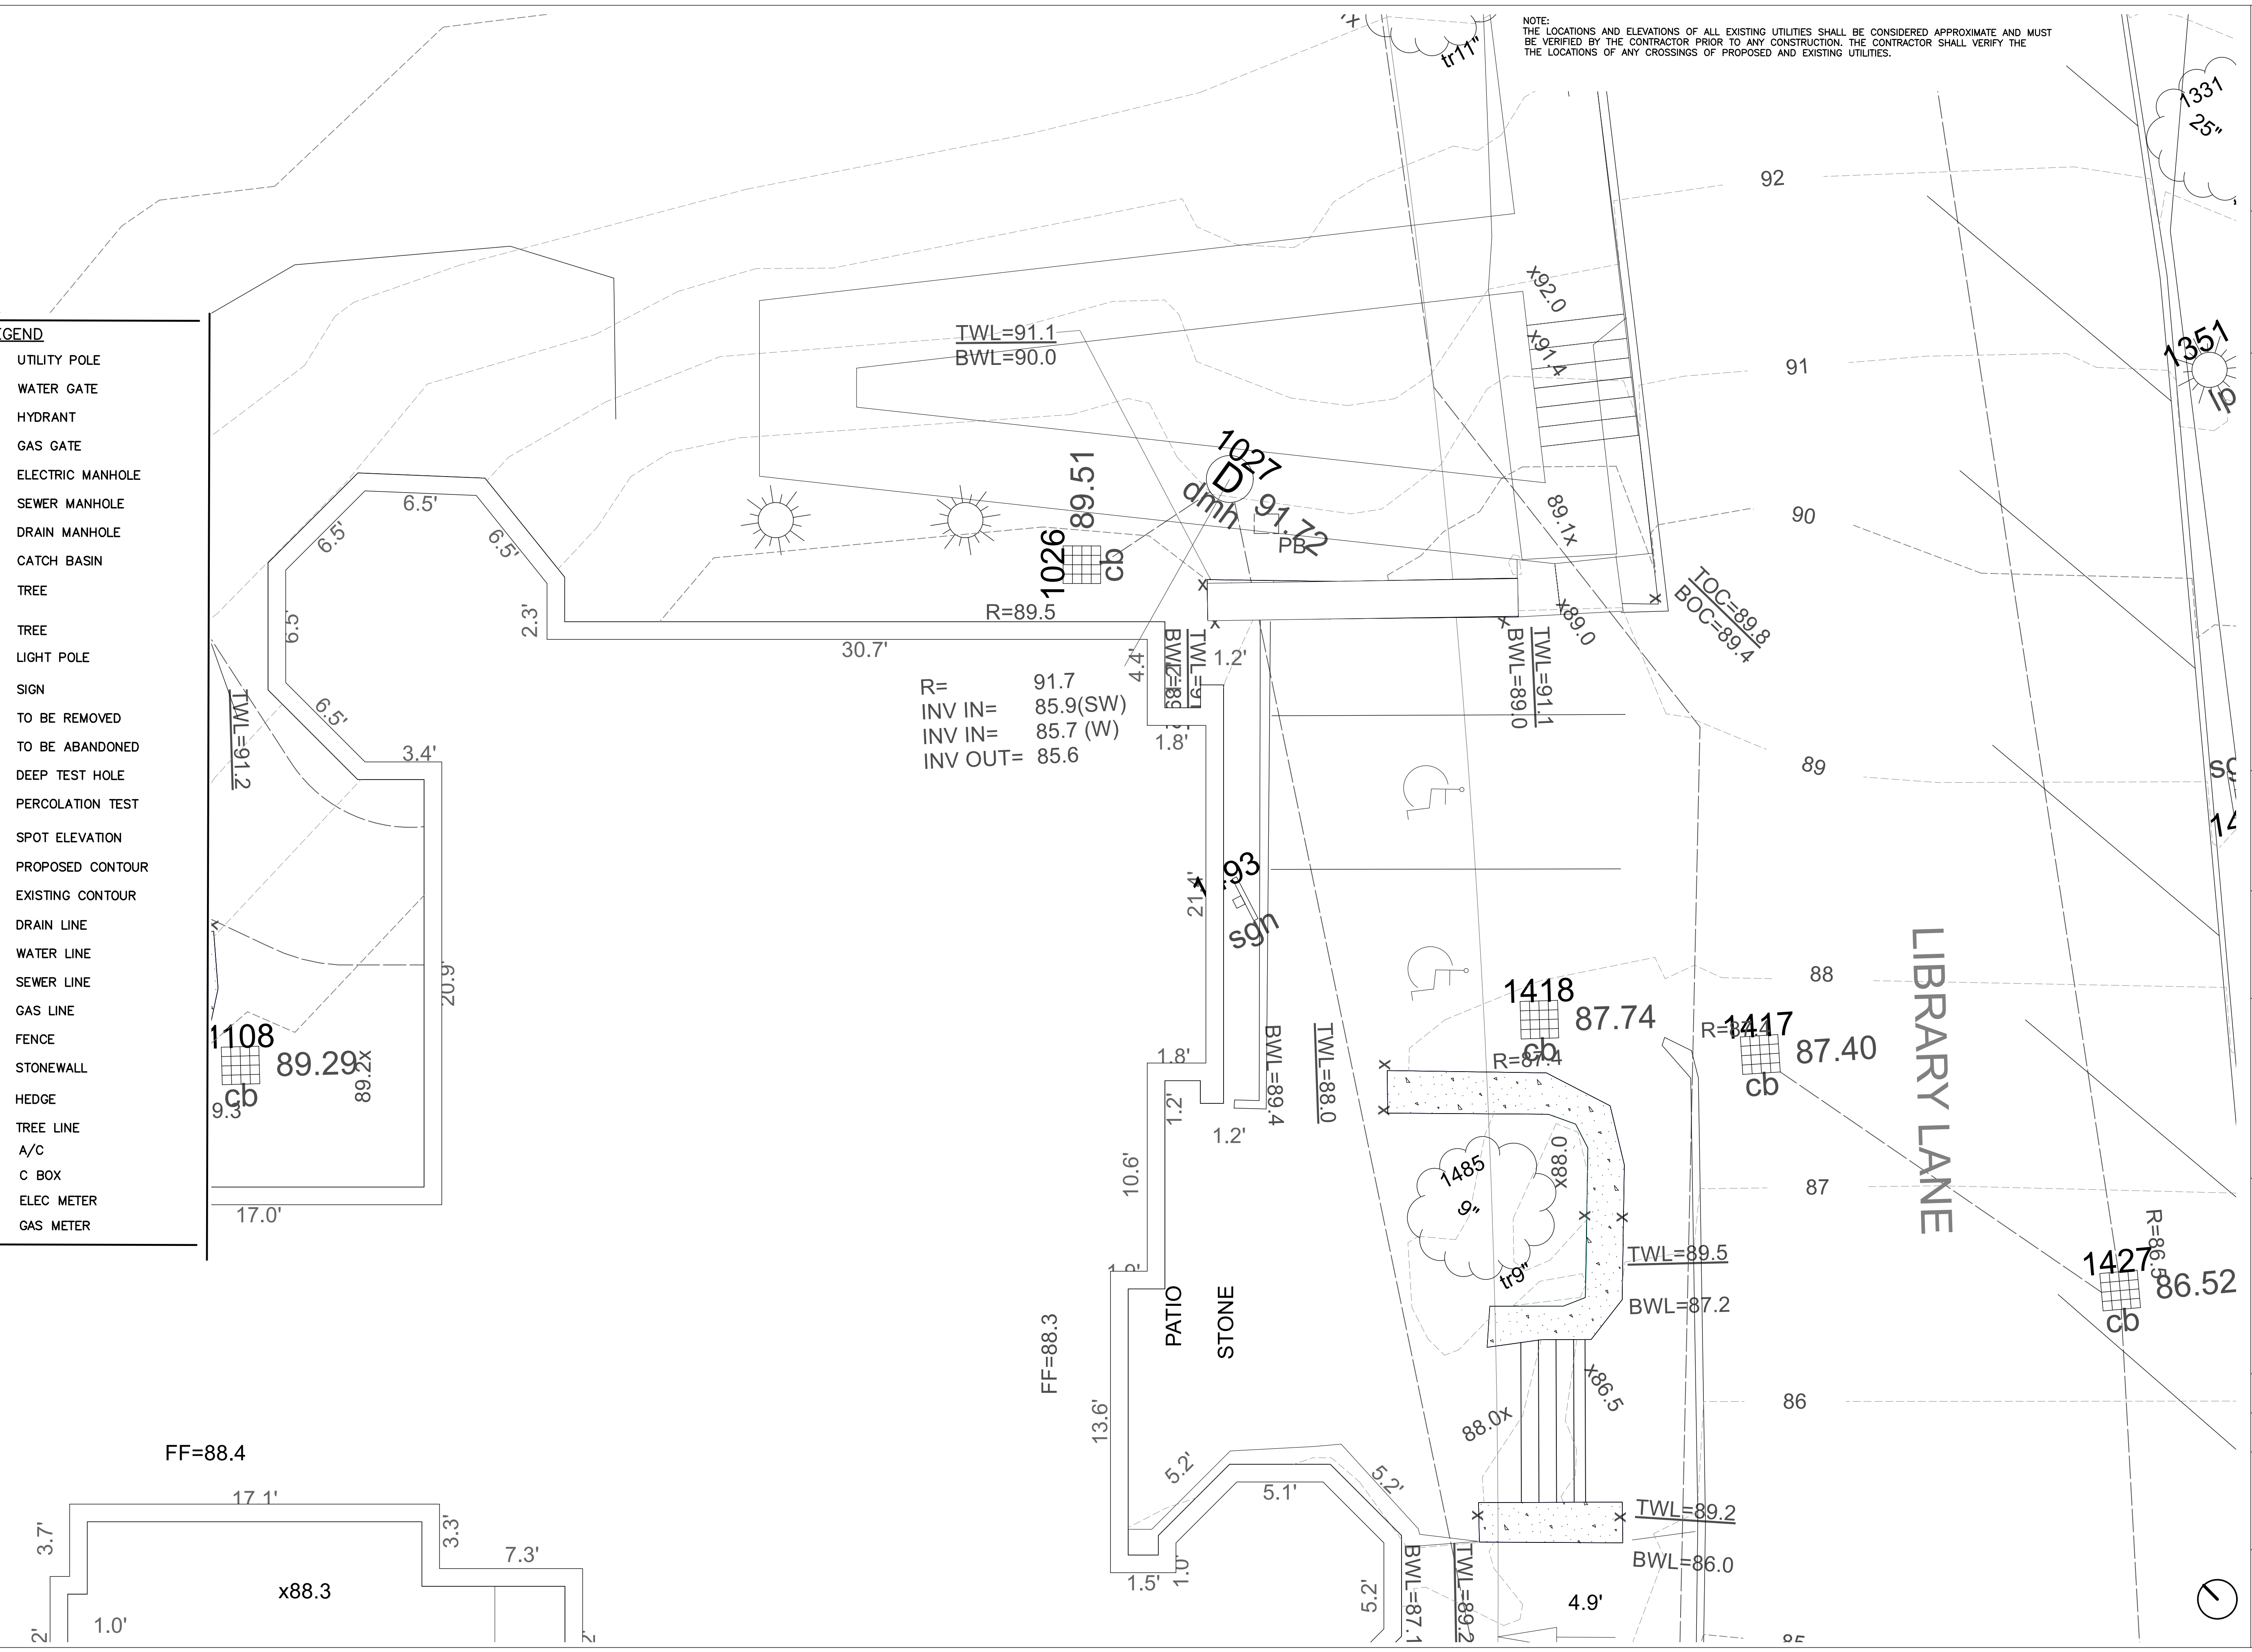 NOTE:
THE LOCATIONS AND ELEVATIONS OF ALL EXISTING UTILITIES SHALL BE CONSIDERED APPROXIMATE AND MUST
BE VERIFIED BY THE CONTRACTOR PRIOR TO ANY CONSTRUCTION. THE CONTRACTOR SHALL VERIFY THE
THE LOCATIONS OF ANY CROSSINGS OF PROPOSED AND EXISTING UTILITIES.
tr11"
1331
25"
92
x92.0
EGEND
UTILITY POLE
WATER GATE
HYDRANT
GAS GATE
ELECTRIC MANHOLE
SEWER MANHOLE
DRAIN MANHOLE
CATCH BASIN
TREE
TREE
LIGHT POLE
SIGN
TO BE REMOVED
TO BE ABANDONED
DEEP TEST HOLE
PERCOLATION TEST
SPOT ELEVATION
PROPOSED CONTOUR
EXISTING CONTOUR
DRAIN LINE
WATER LINE
SEWER LINE
GAS LINE
FENCE
STONEWALL
HEDGE
TREE LINE
A/C
C BOX
ELEC METER
GAS METER
TWL=91.1
BWL=90.0
x91.4
91
1351
lp
1027
D
dmh
91.72
PB
89.51
1026
cb
89.1x
90
6.5'
6.5'
6.5'
6.5'
6.5'
2.3'
3.4'
R=89.5
30.7'
4.4'
1.2'
1.8'
x89.0
TOC=89.8
BOC=89.4
TWL=91.1
BWL=89.0
R= 91.7
INV IN= 85.9(SW)
INV IN= 85.7 (W)
INV OUT= 85.6
TWL=91.2
89
21.4'
sgn
88
20.9'
1108
89.29
89.2x
cb
9.3'
17.0'
1418
87.74
cb
R=87.4
1417
87.40
cb
LIBRARY LANE
1.8'
1.2'
1.2'
BWL=89.4
TWL=88.0
10.6'
1485
9"
tr9"
x88.0
87
TWL=89.5
BWL=87.2
R=86.5
1427
86.52
cb
PATIO
STONE
FF=88.3
13.6'
x86.5
88.0x
86
FF=88.4
17.1'
3.7'
3.3'
7.3'
x88.3
1.0'
5.2'
5.1'
5.2'
1.5'
1.0'
5.2'
TWL=89.2
BWL=86.0
BWL=87.1
TWL=89.2
4.9'